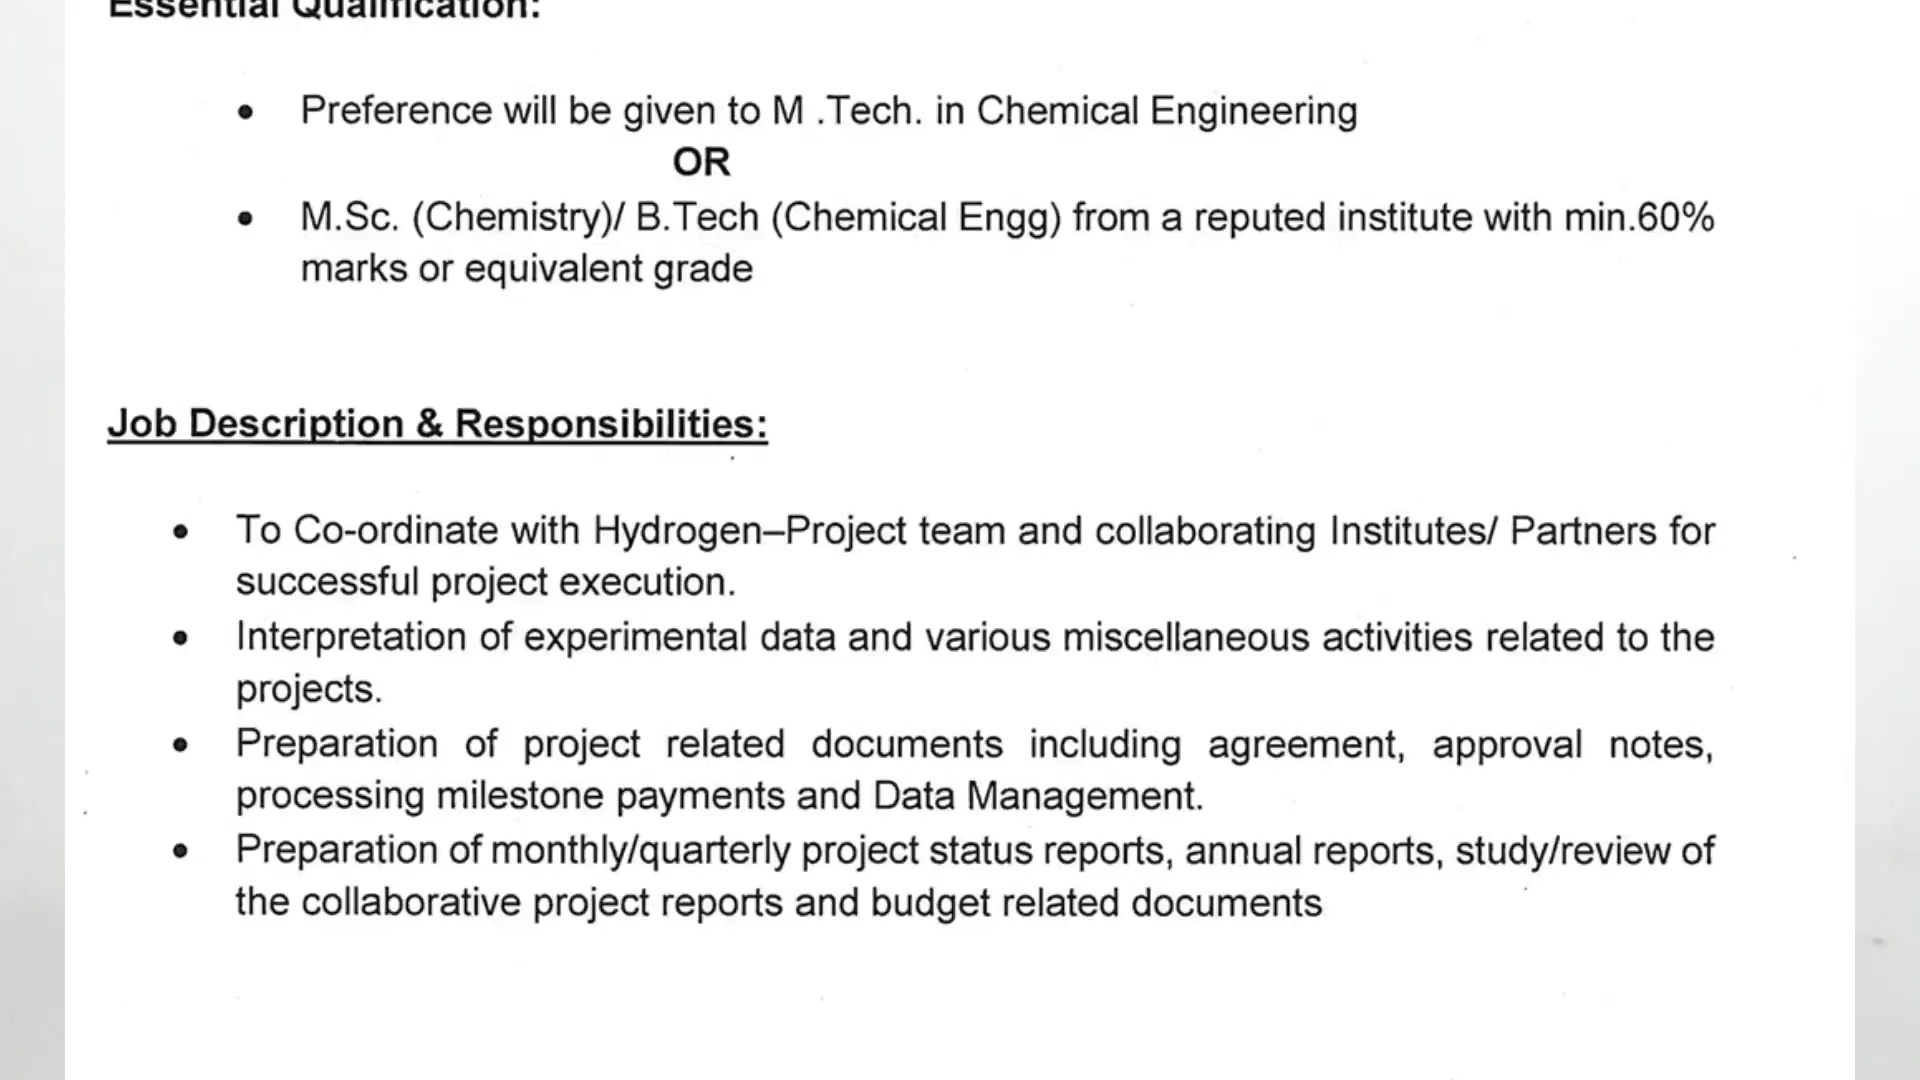 Essential Qualification:
• Preference will be given to M .Tech. in Chemical Engineering
OR
• M.Sc. (Chemistry)/ B.Tech (Chemical Engg) from a reputed institute with min.60%
marks or equivalent grade
Job Description & Responsibilities:
• To Co-ordinate with Hydrogen–Project team and collaborating Institutes/ Partners for
successful project execution.
• Interpretation of experimental data and various miscellaneous activities related to the
projects.
• Preparation of project related documents including agreement, approval notes,
processing milestone payments and Data Management.
• Preparation of monthly/quarterly project status reports, annual reports, study/review of
the collaborative project reports and budget related documents